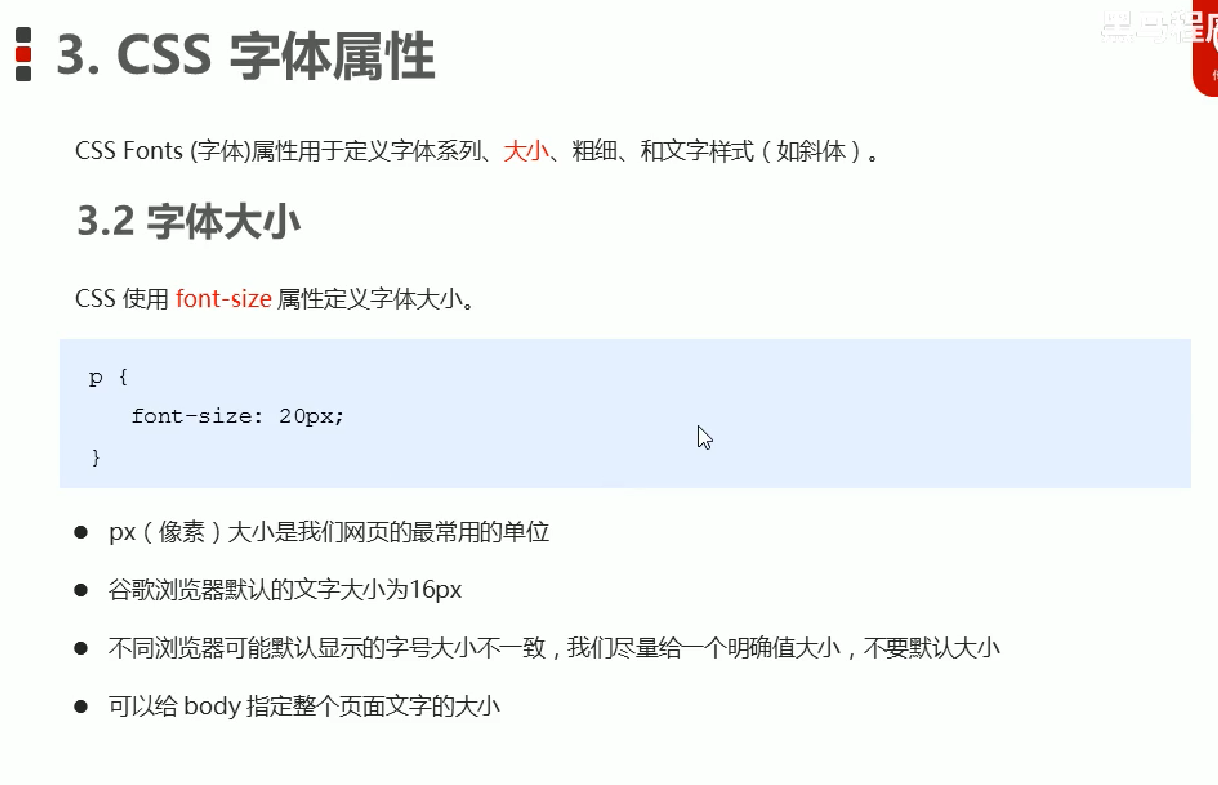 黑马程
3. CSS 字体属性
CSS Fonts (字体)属性用于定义字体系列、大小、粗细、和文字样式（如斜体）。
3.2 字体大小
CSS 使用 font-size 属性定义字体大小。
p {
font-size: 20px;
}
● px（像素）大小是我们网页的最常用的单位
● 谷歌浏览器默认的文字大小为16px
● 不同浏览器可能默认显示的字号大小不一致，我们尽量给一个明确值大小，不要默认大小
● 可以给 body 指定整个页面文字的大小